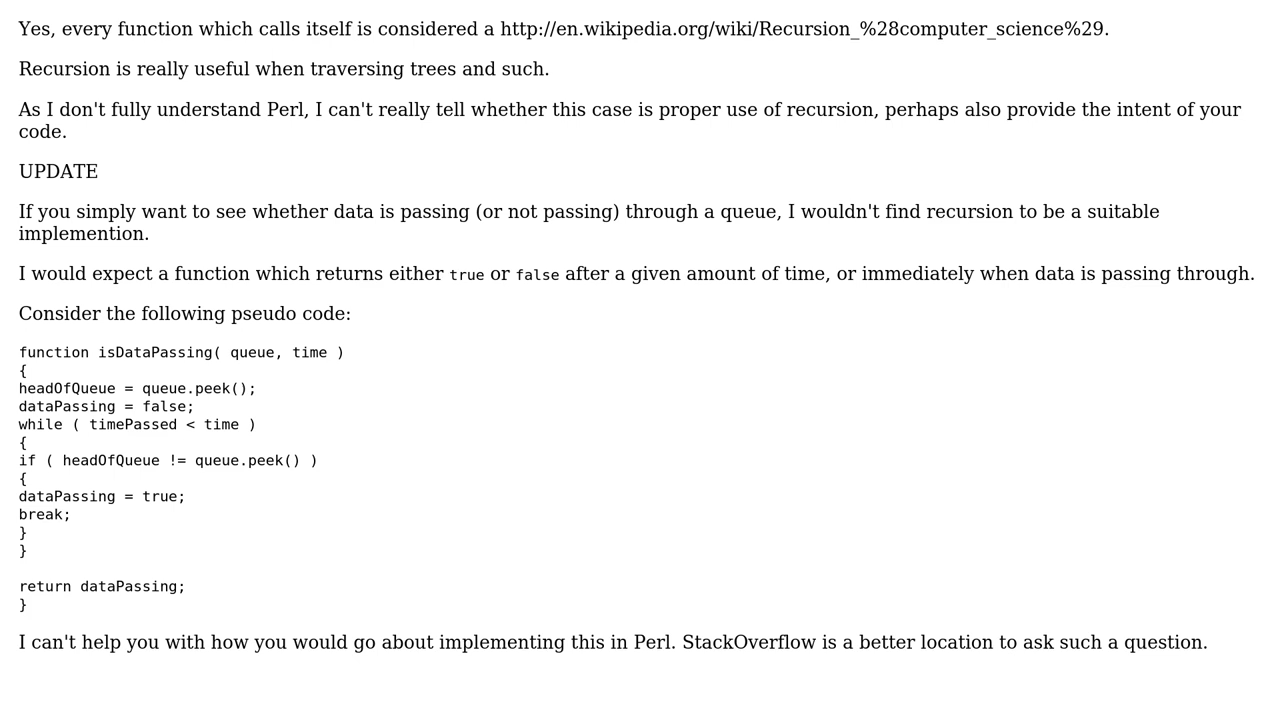 Yes, every function which calls itself is considered a http://en.wikipedia.org/wiki/Recursion_%28computer_science%29.
Recursion is really useful when traversing trees and such.
As I don't fully understand Perl, I can't really tell whether this case is proper use of recursion, perhaps also provide the intent of your
code.
UPDATE
If you simply want to see whether data is passing (or not passing) through a queue, I wouldn't find recursion to be a suitable
implemention.
I would expect a function which returns either true or false after a given amount of time, or immediately when data is passing through.
Consider the following pseudo code:
function isDataPassing( queue, time )
{
headOfQueue = queue.peek();
dataPassing = false;
while ( timePassed < time )
{
if ( headOfQueue != queue.peek() )
{
dataPassing = true;
break;
}
}
return dataPassing;
}
I can't help you with how you would go about implementing this in Perl. StackOverflow is a better location to ask such a question.